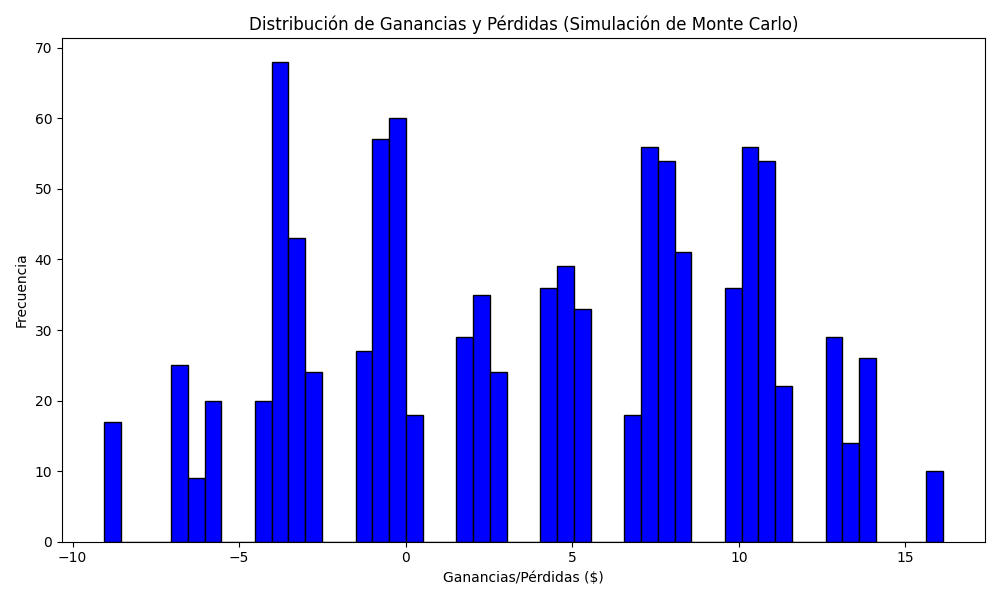 Distribución de Ganancias y Pérdidas (Simulación de Monte Carlo)
70
60
50
40
30
20
10
0
Frecuencia
−10 −5 0 5 10 15
Ganancias/Pérdidas ($)